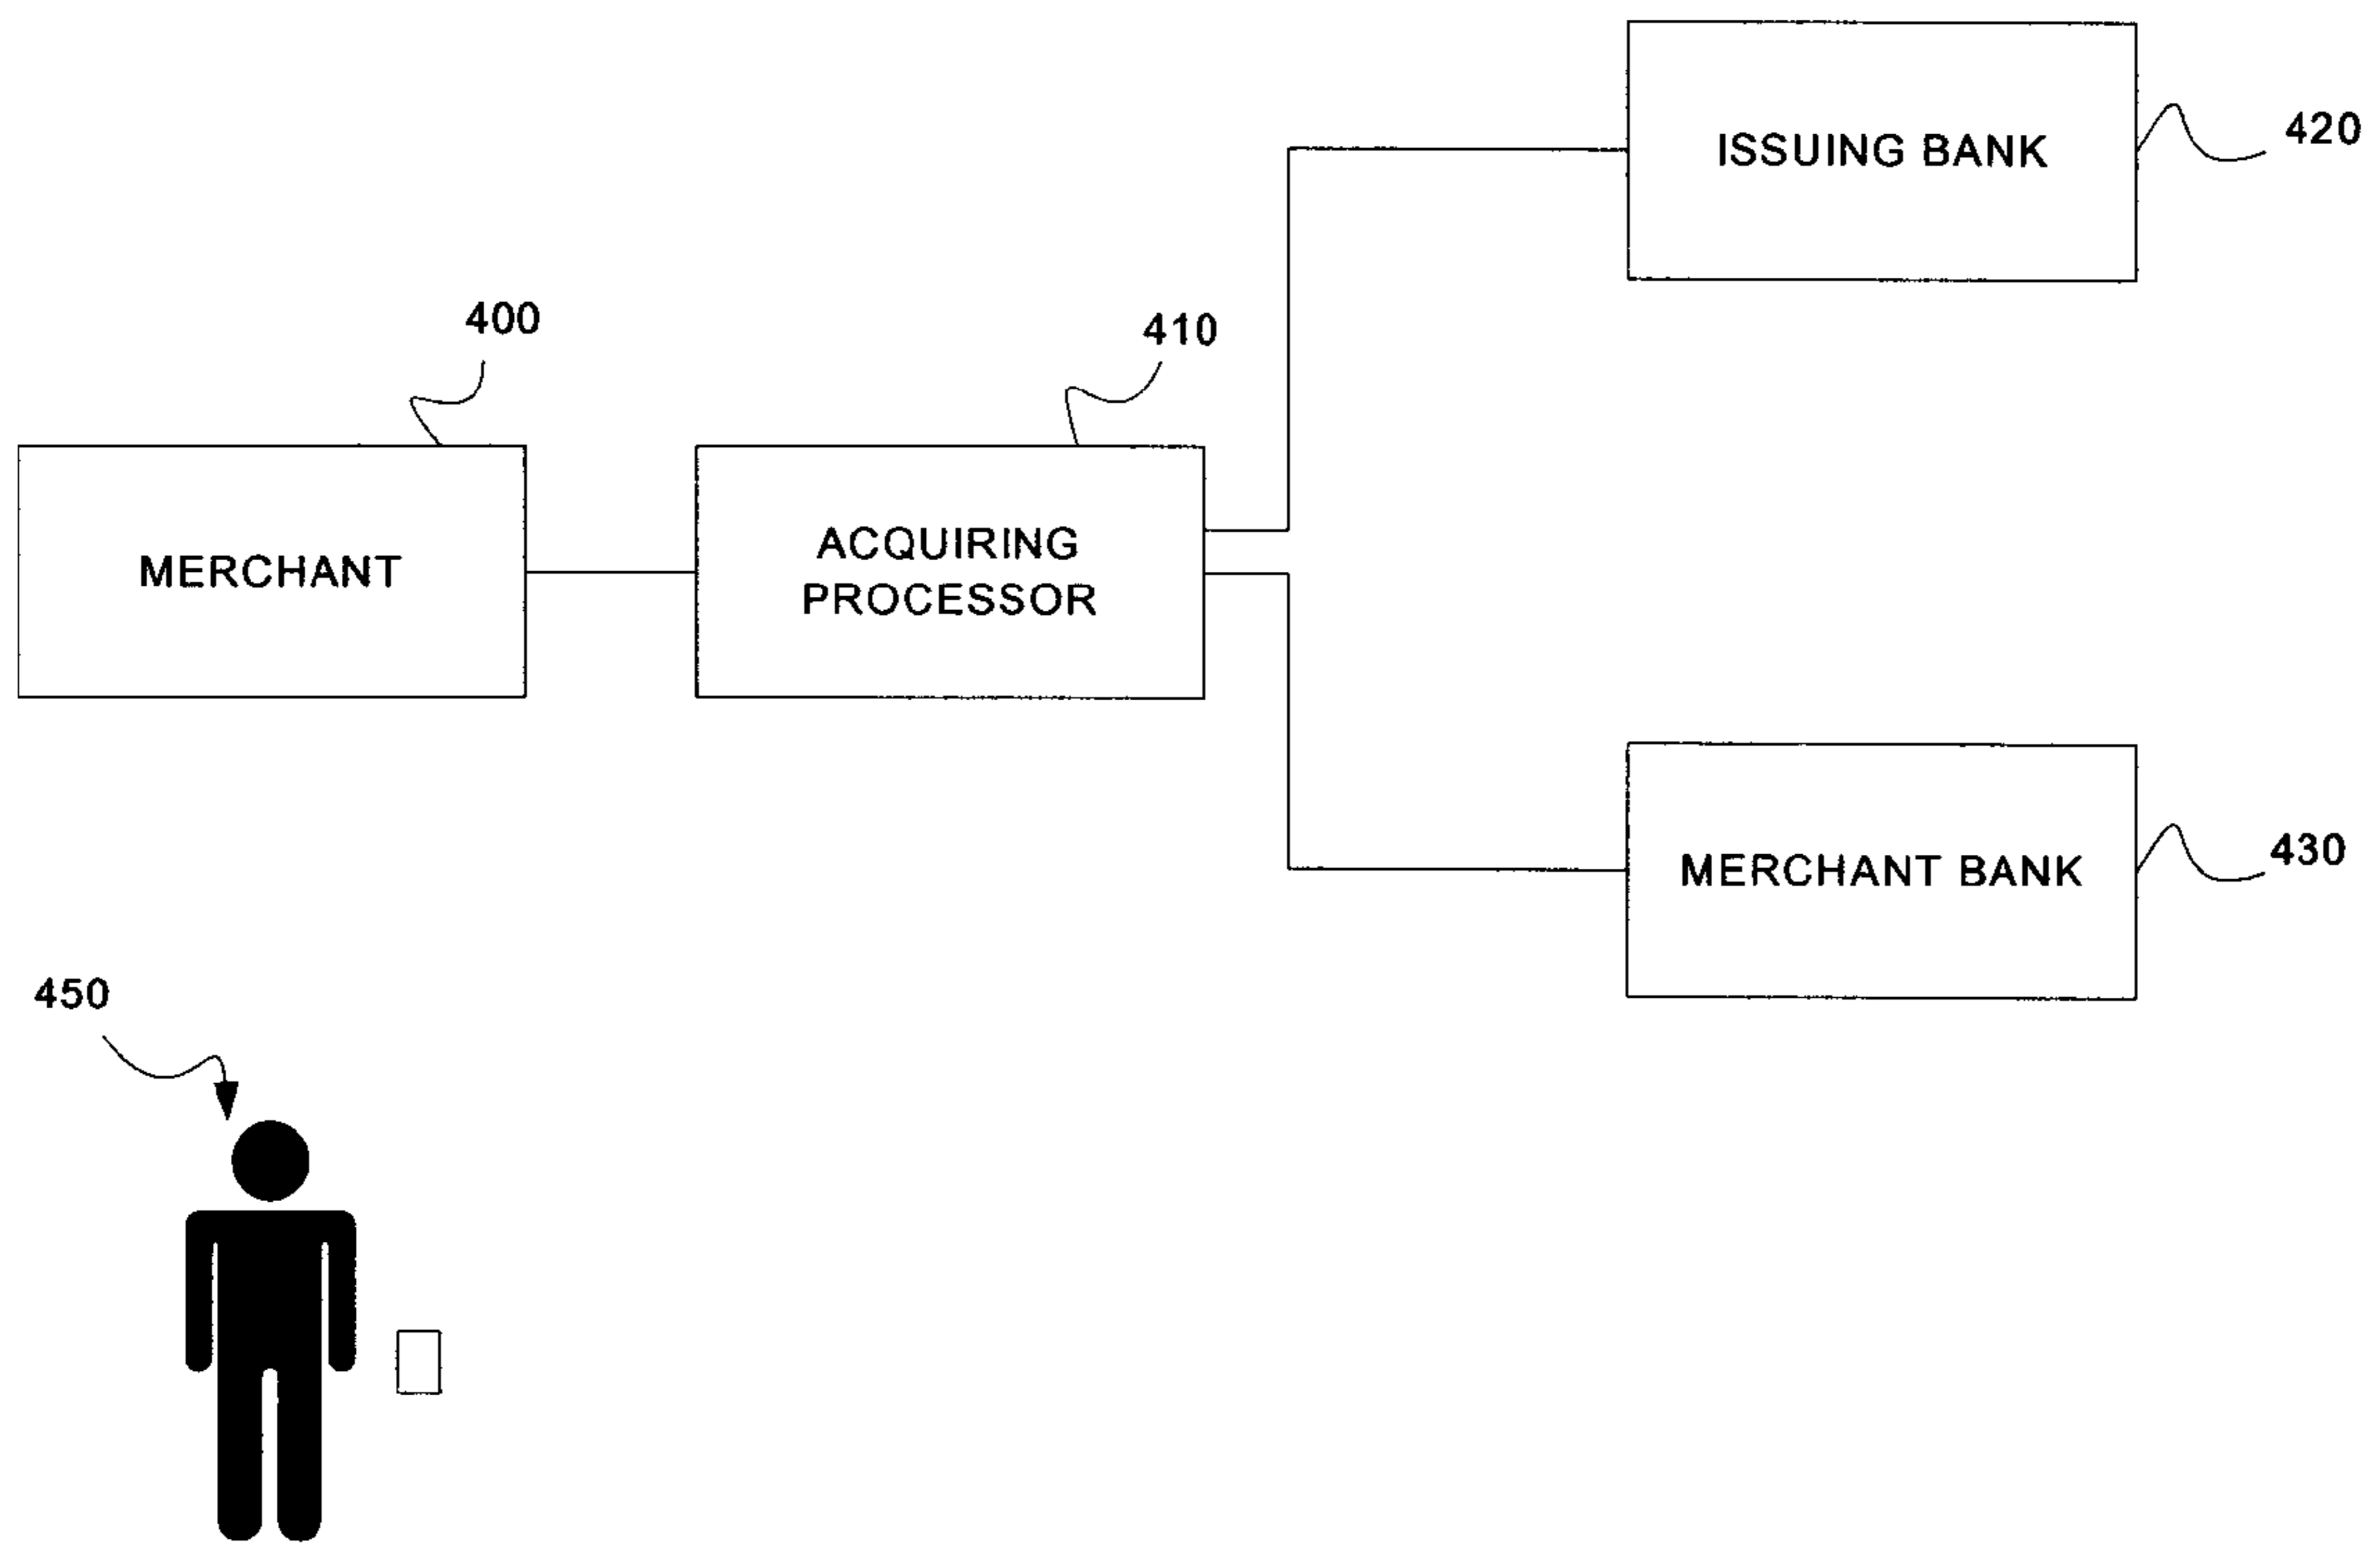 ISSUING BANK
420
400
410
MERCHANT
ACQUIRING
PROCESSOR
MERCHANT BANK
430
450